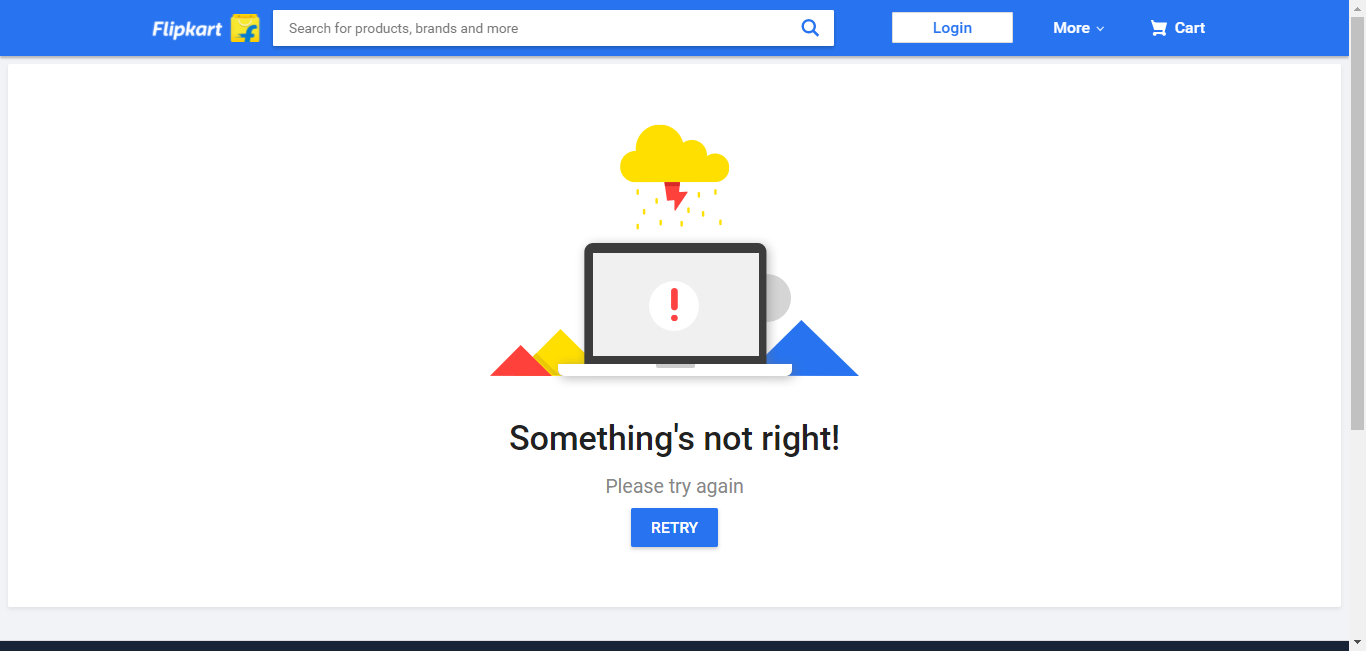 Flipkart
Search for products, brands and more
Login
More
Cart
Something's not right!
Please try again
RETRY